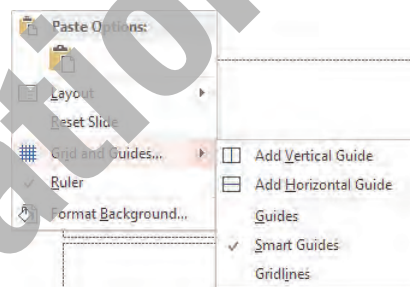 Paste Options:
Layout
Reset Slide
Grid and Guides...
Ruler
Format Background...
Add Vertical Guide
Add Horizontal Guide
Guides
Smart Guides
Gridlines